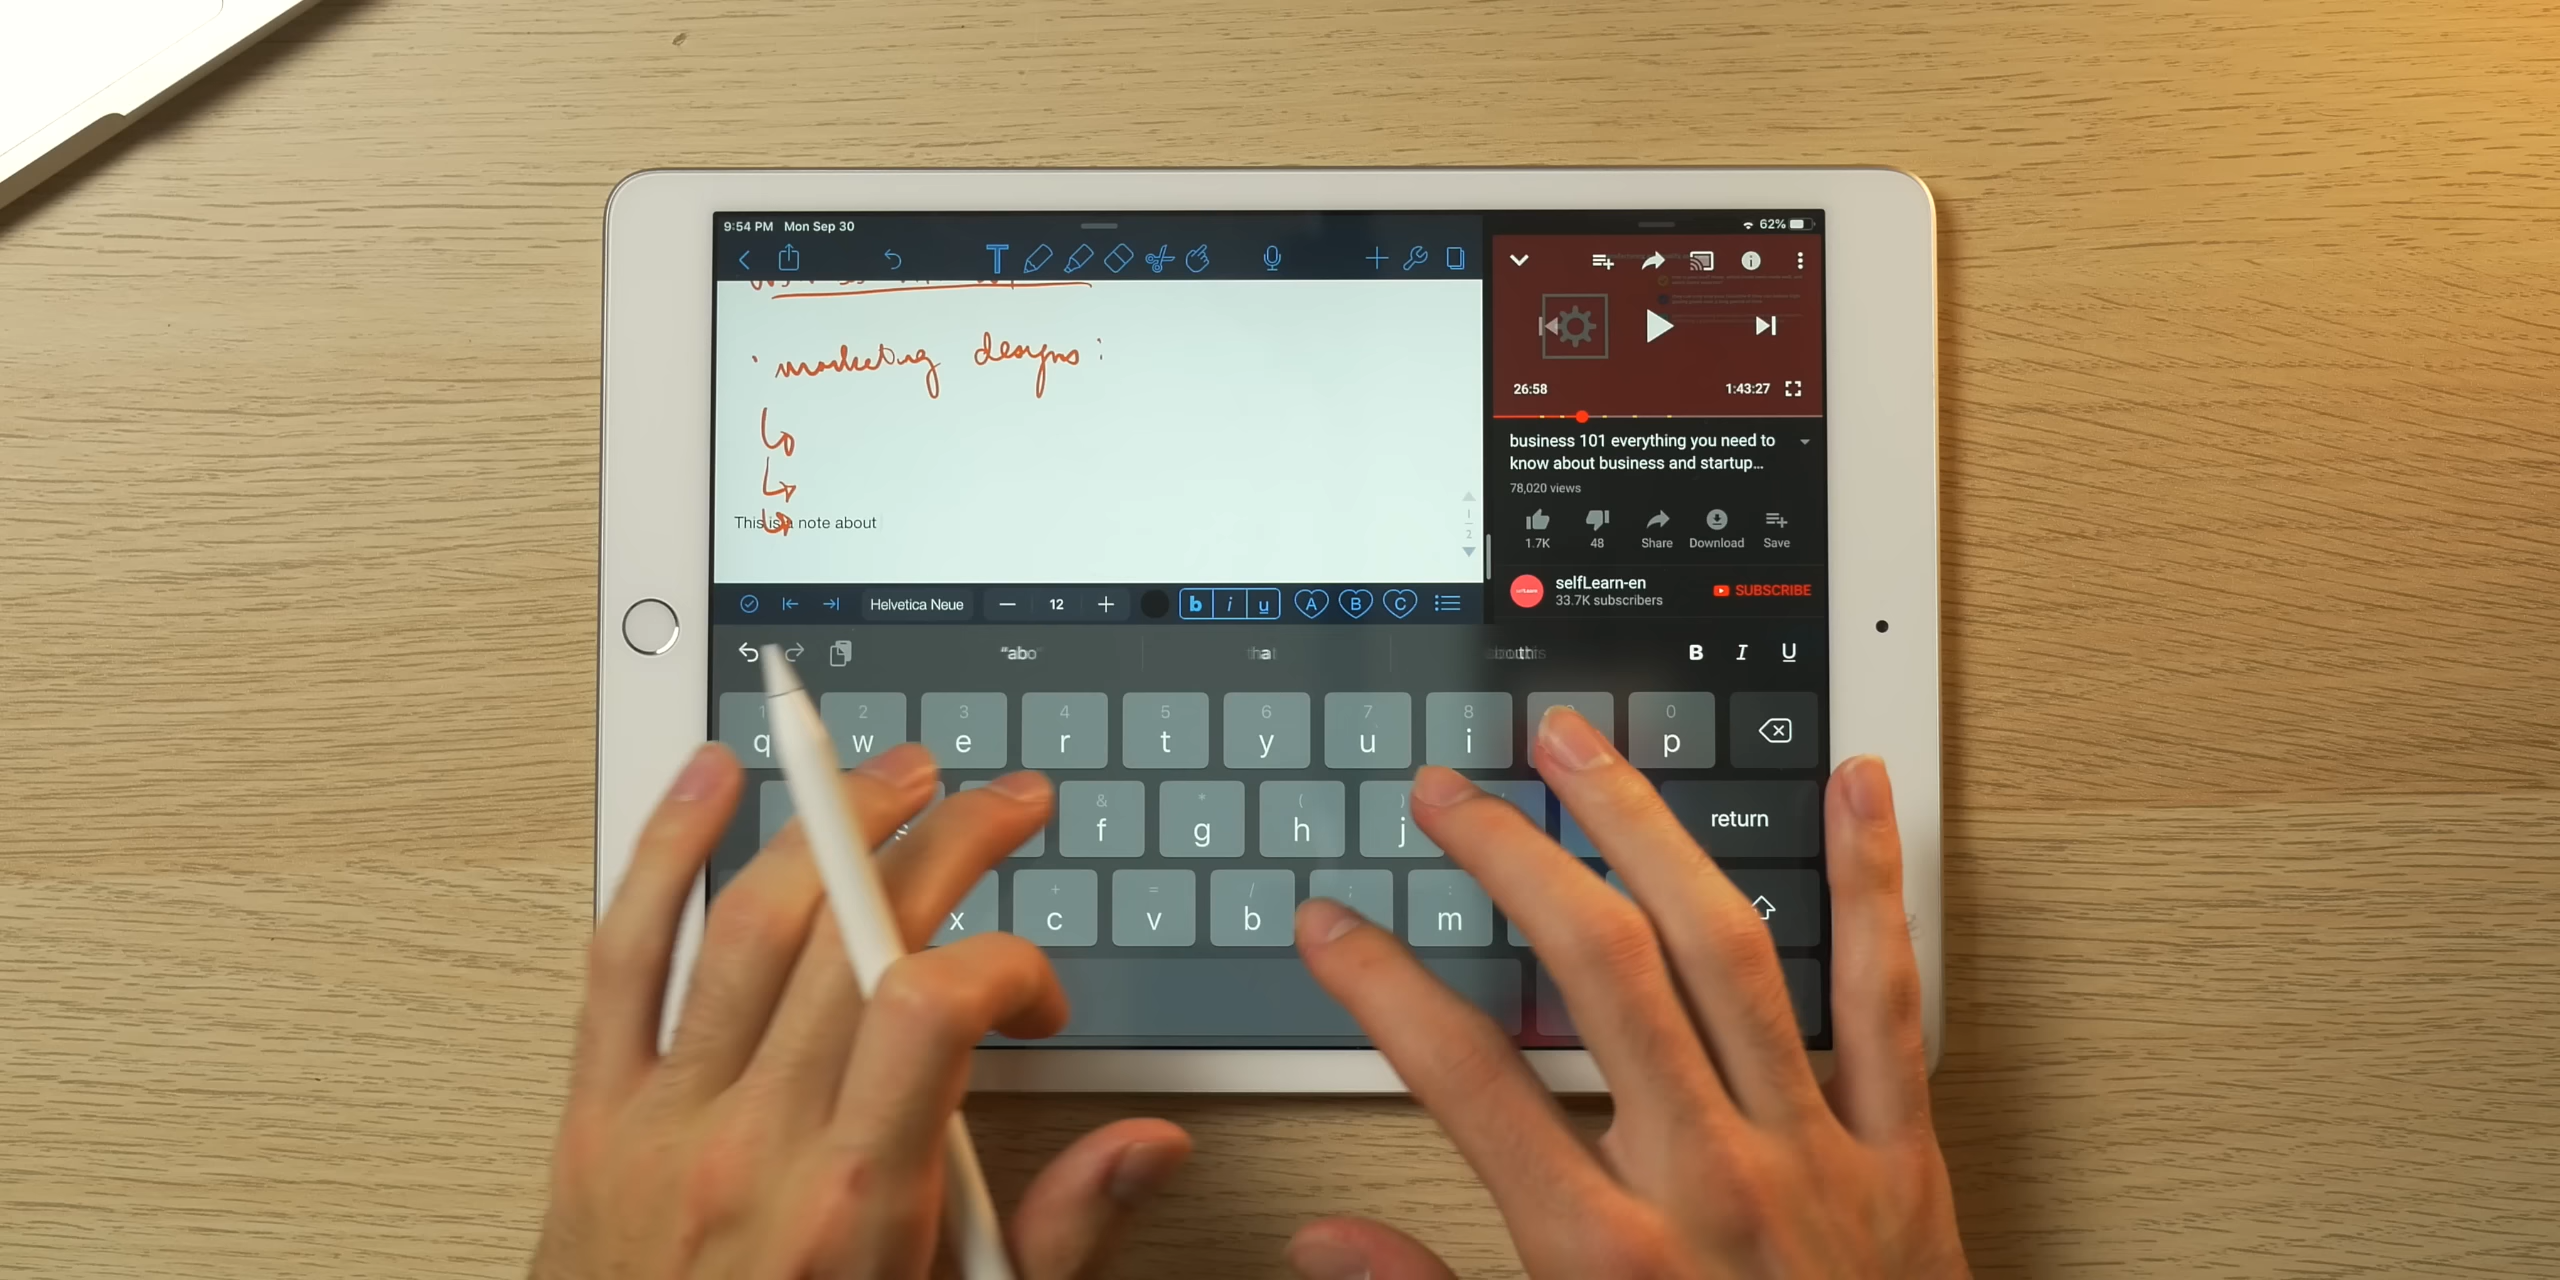 9:54 PM Mon Sep 30
62%
marketing designs:
This is a note about
1
2
26:58
1:43:27
business 101 everything you need to
know about business and startup...
78,020 views
1.7K
48
Share
Download
Save
selfLearn-en
33.7K subscribers
SUBSCRIBE
Helvetica Neue
12
b i u
A B C
"abo"
B I U
1 2 3 4 5 6 7 8 0
q w e r t y u i p
& * ( )
f g h j
return
+ = / ; :
x c v b m